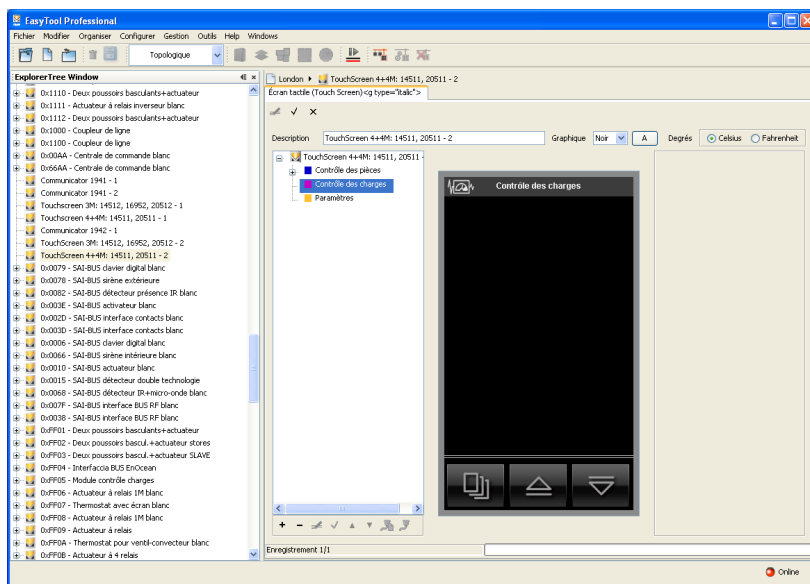 EasyTool Professional
Fichier Modifier Organiser Configurer Gestion Outils Help Windows
Topologique
ExplorerTree Window
0x1110 - Deux poussoirs basculants+actuateur
0x1111 - Actuateur à relais inverseur blanc
0x1112 - Deux poussoirs basculants+actuateur
0x1000 - Coupleur de ligne
0x1100 - Coupleur de ligne
0x00AA - Centrale de commande blanc
0x66AA - Centrale de commande blanc
Communicator 1941 - 1
Communicator 1941 - 2
Touchscreen 3M: 14512, 16952, 20512 - 1
Touchscreen 4+4M: 14511, 20511 - 1
Communicator 1942 - 1
TouchScreen 3M: 14512, 16952, 20512 - 2
TouchScreen 4+4M: 14511, 20511 - 2
0x0079 - SAI-BUS clavier digital blanc
0x0078 - SAI-BUS sirène extérieure
0x0082 - SAI-BUS détecteur présence IR blanc
0x003E - SAI-BUS activateur blanc
0x002D - SAI-BUS interface contacts blanc
0x003D - SAI-BUS interface contacts blanc
0x0006 - SAI-BUS clavier digital blanc
0x0066 - SAI-BUS sirène intérieure blanc
0x0010 - SAI-BUS actuateur blanc
0x0015 - SAI-BUS détecteur double technologie
0x0068 - SAI-BUS détecteur IR+micro-onde blanc
0x007F - SAI-BUS interface BUS RF blanc
0x0038 - SAI-BUS interface BUS RF blanc
0xFF01 - Deux poussoirs basculants+actuateur
0xFF02 - Deux poussoirs bascul.+actuateur stores
0xFF03 - Deux poussoirs bascul.+actuateur SLAVE
0xFF04 - Interfaccia BUS EnOcean
0xFF05 - Module contrôle charges
0xFF06 - Actuateur à relais 1M blanc
0xFF07 - Thermostat avec écran blanc
0xFF08 - Actuateur à relais 1M blanc
0xFF09 - Actuateur à relais
0xFF0A - Thermostat pour ventil-convecteur blanc
0xFF0B - Actuateur à 4 relais
London TouchScreen 4+4M: 14511, 20511 - 2
Écran tactile (Touch Screen)<g type="italic">
Description TouchScreen 4+4M: 14511, 20511 - 2 Graphique Noir A Degrés Celsius Fahrenheit
TouchScreen 4+4M: 14511, 20511 -
Contrôle des pièces
Contrôle des charges
Paramètres
Contrôle des charges
Enregistrement 1/1
Online